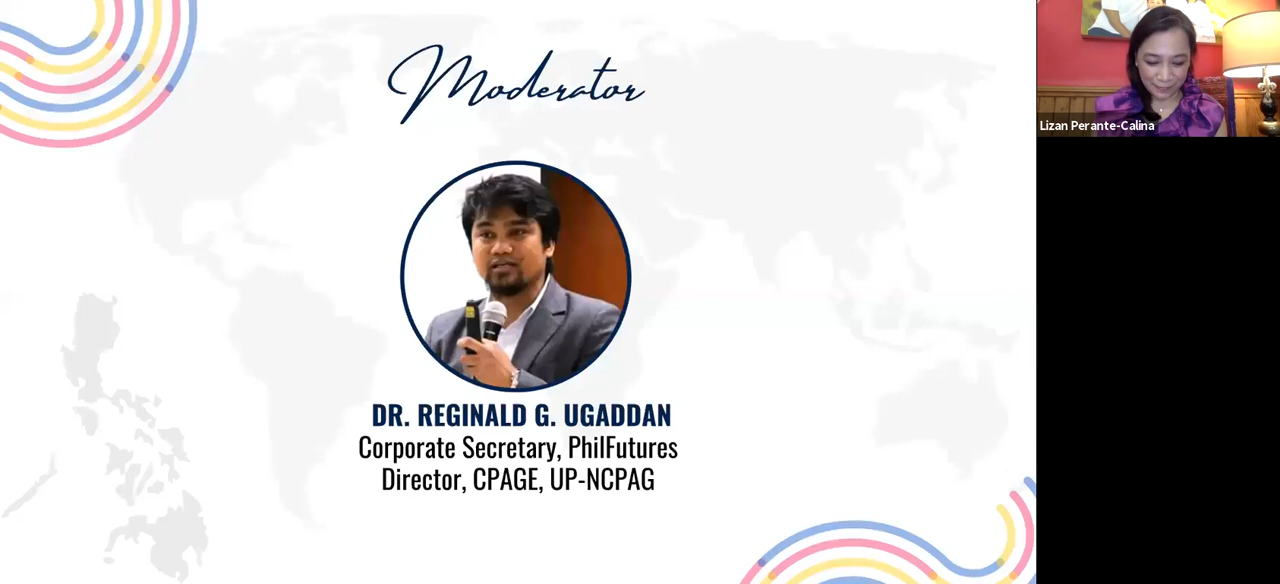 Moderator
DR. REGINALD G. UGADDAN
Corporate Secretary, PhilFutures
Director, CPAGE, UP-NCPAG
Lizan Perante-Calina